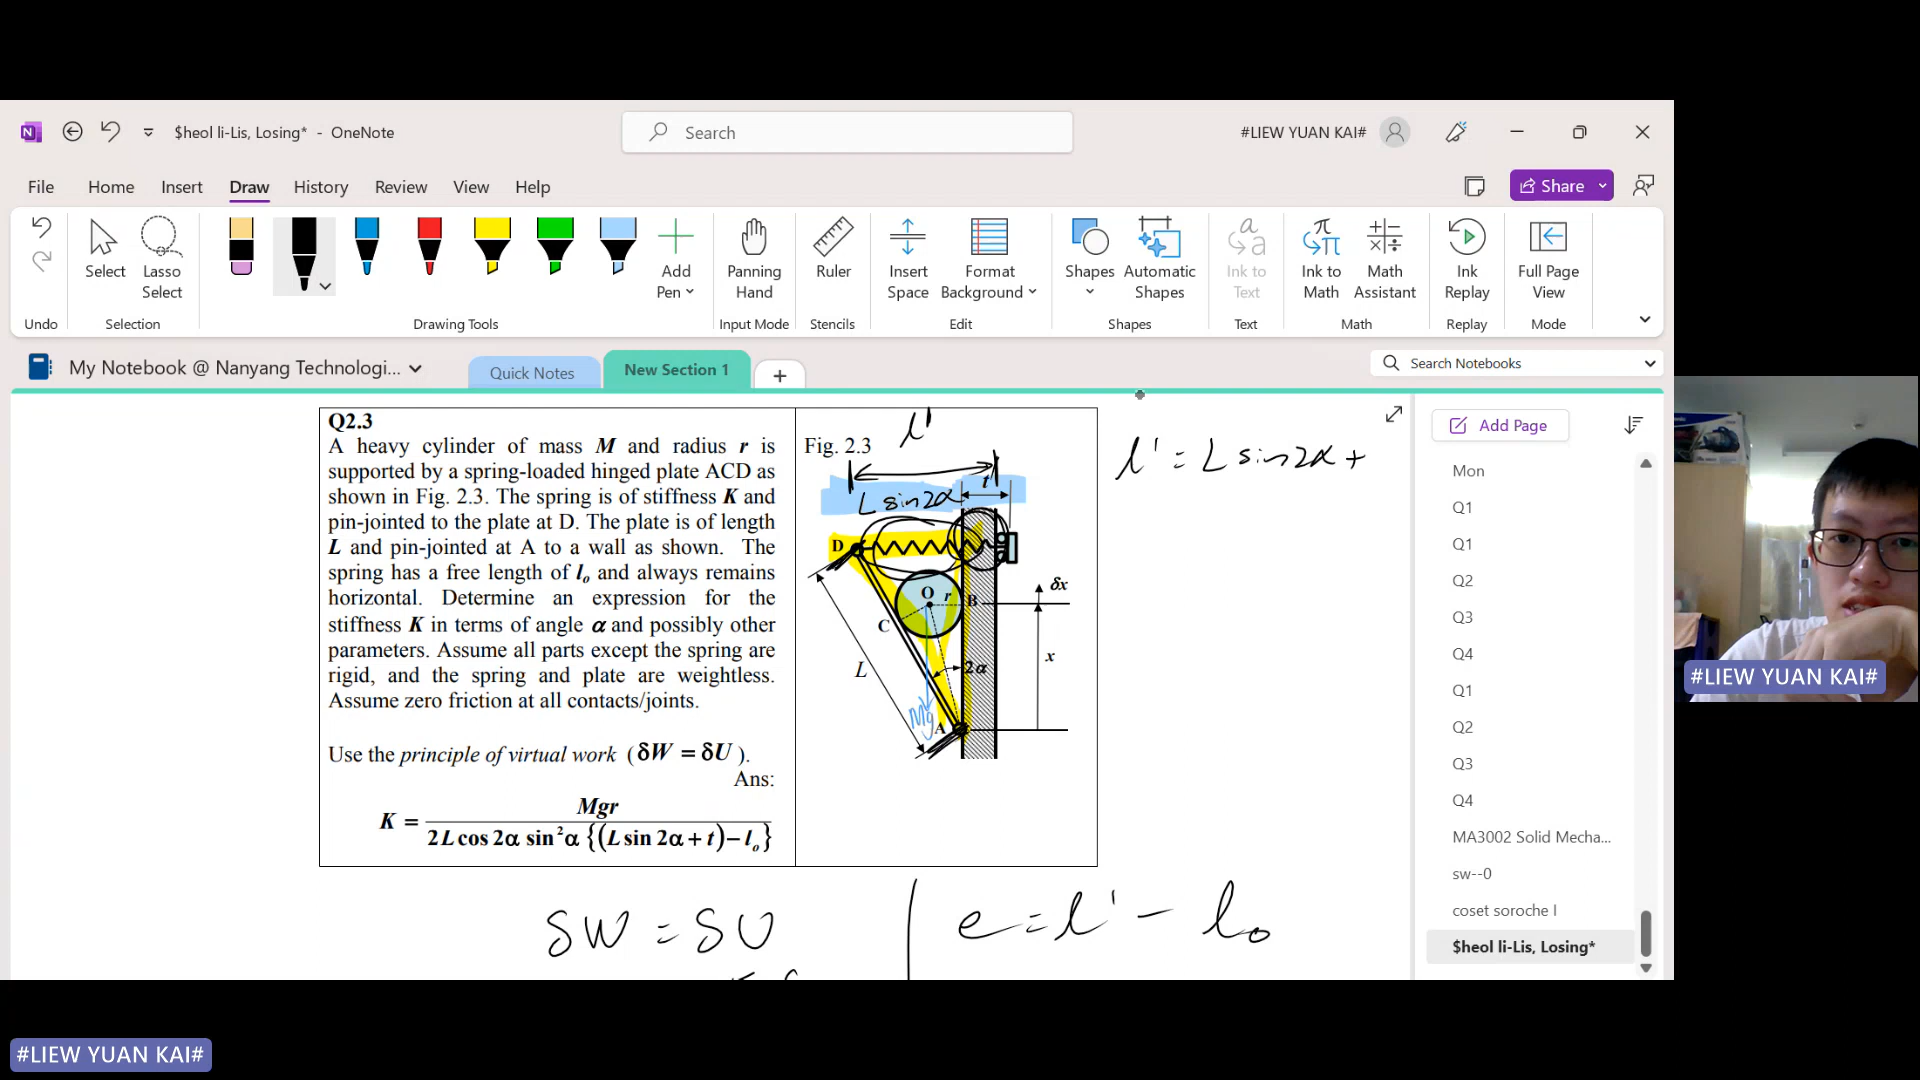 $heol li-Lis, Losing* - OneNote
Search
#LIEW YUAN KAI#
File Home Insert Draw History Review View Help
Share
Select
Lasso Select
Add Pen
Panning Hand
Ruler
Insert Space
Format Background
Shapes
Automatic Shapes
Ink to Text
Ink to Math
Math Assistant
Ink Replay
Full Page View
Undo
Selection
Drawing Tools
Input Mode
Stencils
Edit
Shapes
Text
Math
Replay
Mode
My Notebook @ Nanyang Technologi...
Quick Notes
New Section 1
Search Notebooks
Q2.3
A heavy cylinder of mass M and radius r is
supported by a spring-loaded hinged plate ACD as
shown in Fig. 2.3. The spring is of stiffness K and
pin-jointed to the plate at D. The plate is of length
L and pin-jointed at A to a wall as shown. The
spring has a free length of lo and always remains
horizontal. Determine an expression for the
stiffness K in terms of angle α and possibly other
parameters. Assume all parts except the spring are
rigid, and the spring and plate are weightless.
Assume zero friction at all contacts/joints.
Use the principle of virtual work (δW = δU ).
Ans:
K = Mgr / 2L cos 2α sin²α {(L sin 2α + t) – lo}
Fig. 2.3
l'
L sin2α
t
D
O r B
C
L
2α
Mg
A
δx
x
l' = L sin2α +
δW = δU
e = l' - lo
Add Page
Mon
Q1
Q1
Q2
Q3
Q4
Q1
Q2
Q3
Q4
MA3002 Solid Mecha...
sw--0
coset soroche I
$heol li-Lis, Losing*
#LIEW YUAN KAI#
#LIEW YUAN KAI#